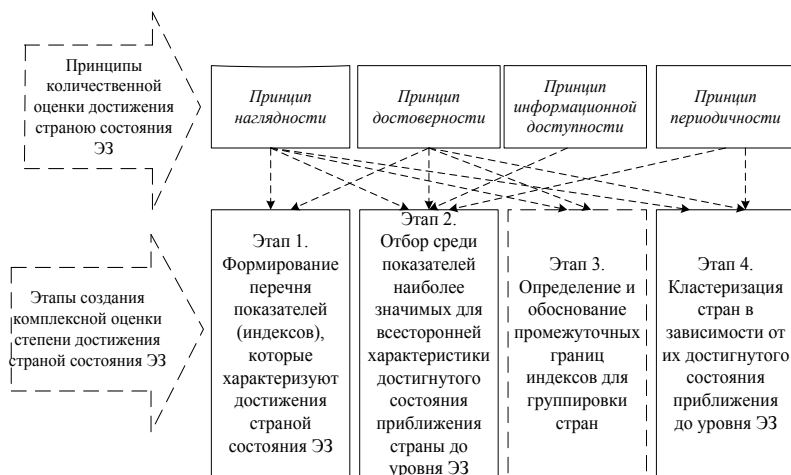 Принципы
количественной
оценки достижения
страною состояния
ЭЗ
Принцип
наглядности
Принцип
достоверности
Принцип
информационной
доступности
Принцип
периодичности
Этапы создания
комплексной оценки
степени достижения
страной состояния ЭЗ
Этап 1.
Формирование
перечня
показателей
(индексов),
которые
характеризуют
достижения
страной
состояния ЭЗ
Этап 2.
Отбор среди
показателей
наиболее
значимых для
всесторонней
характеристики
достигнутого
состояния
приближения
страны до
уровня ЭЗ
Этап 3.
Определение и
обоснование
промежуточных
границ
индексов для
группировки
стран
Этап 4.
Кластеризация
стран в
зависимости от
их достигнутого
состояния
приближения
до уровня ЭЗ